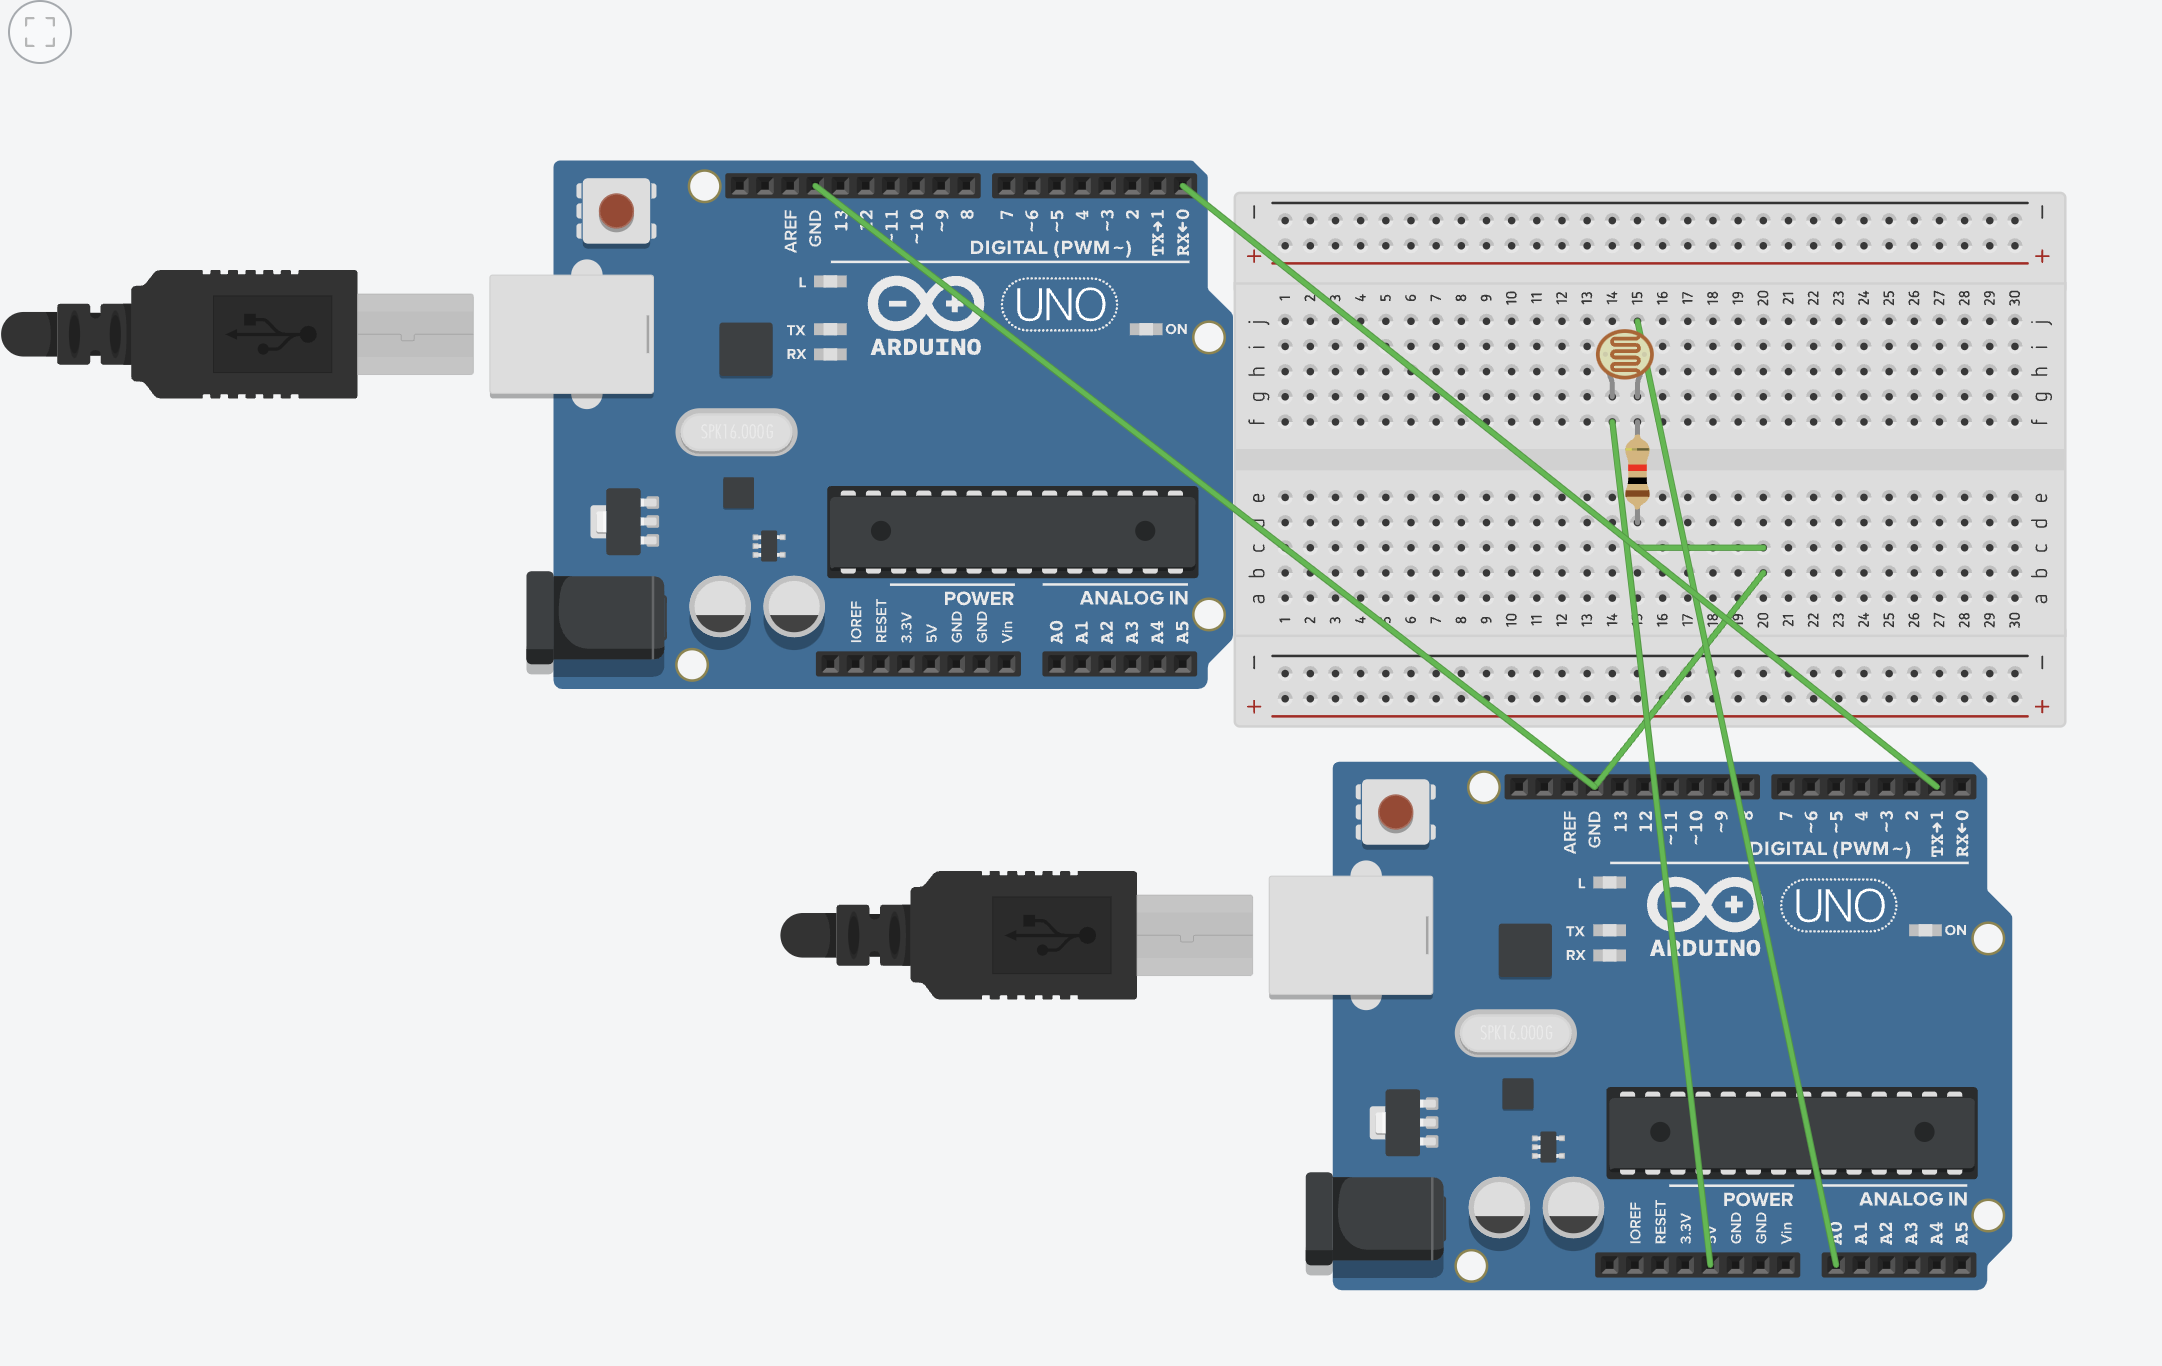 AREF GND 13 12 ~11 ~10 ~9 8 7 ~6 ~5 4 ~3 2 TX→1 RX←0
DIGITAL (PWM~)
L
TX
RX
UNO
ON
ARDUINO
SPK16.000G
POWER
ANALOG IN
IOREF RESET 3.3V 5V GND GND Vin A0 A1 A2 A3 A4 A5
− −
+ +
1 2 3 4 5 6 7 8 9 10 11 12 13 14 15 16 17 18 19 20 21 22 23 24 25 26 27 28 29 30
j j
i i
h h
g g
f f
e e
d d
c c
b b
a a
1 2 3 4 5 6 7 8 9 10 11 12 13 14 15 16 17 18 19 20 21 22 23 24 25 26 27 28 29 30
− −
+ +
AREF GND 13 12 ~11 ~10 ~9 8 7 ~6 ~5 4 ~3 2 TX→1 RX←0
DIGITAL (PWM~)
L
TX
RX
UNO
ON
ARDUINO
SPK16.000G
POWER
ANALOG IN
IOREF RESET 3.3V 5V GND GND Vin A0 A1 A2 A3 A4 A5